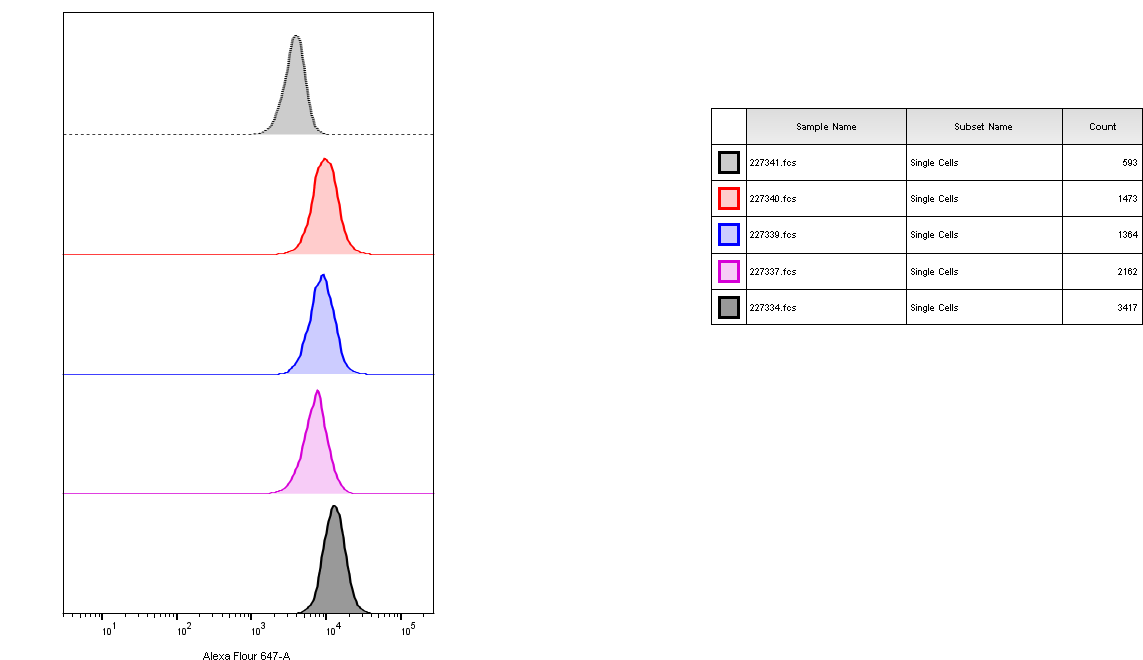 Sample Name Subset Name Count
227341.fcs Single Cells 593
227340.fcs Single Cells 1473
227339.fcs Single Cells 1364
227337.fcs Single Cells 2162
227334.fcs Single Cells 3417
10^1 10^2 10^3 10^4 10^5
Alexa Flour 647-A